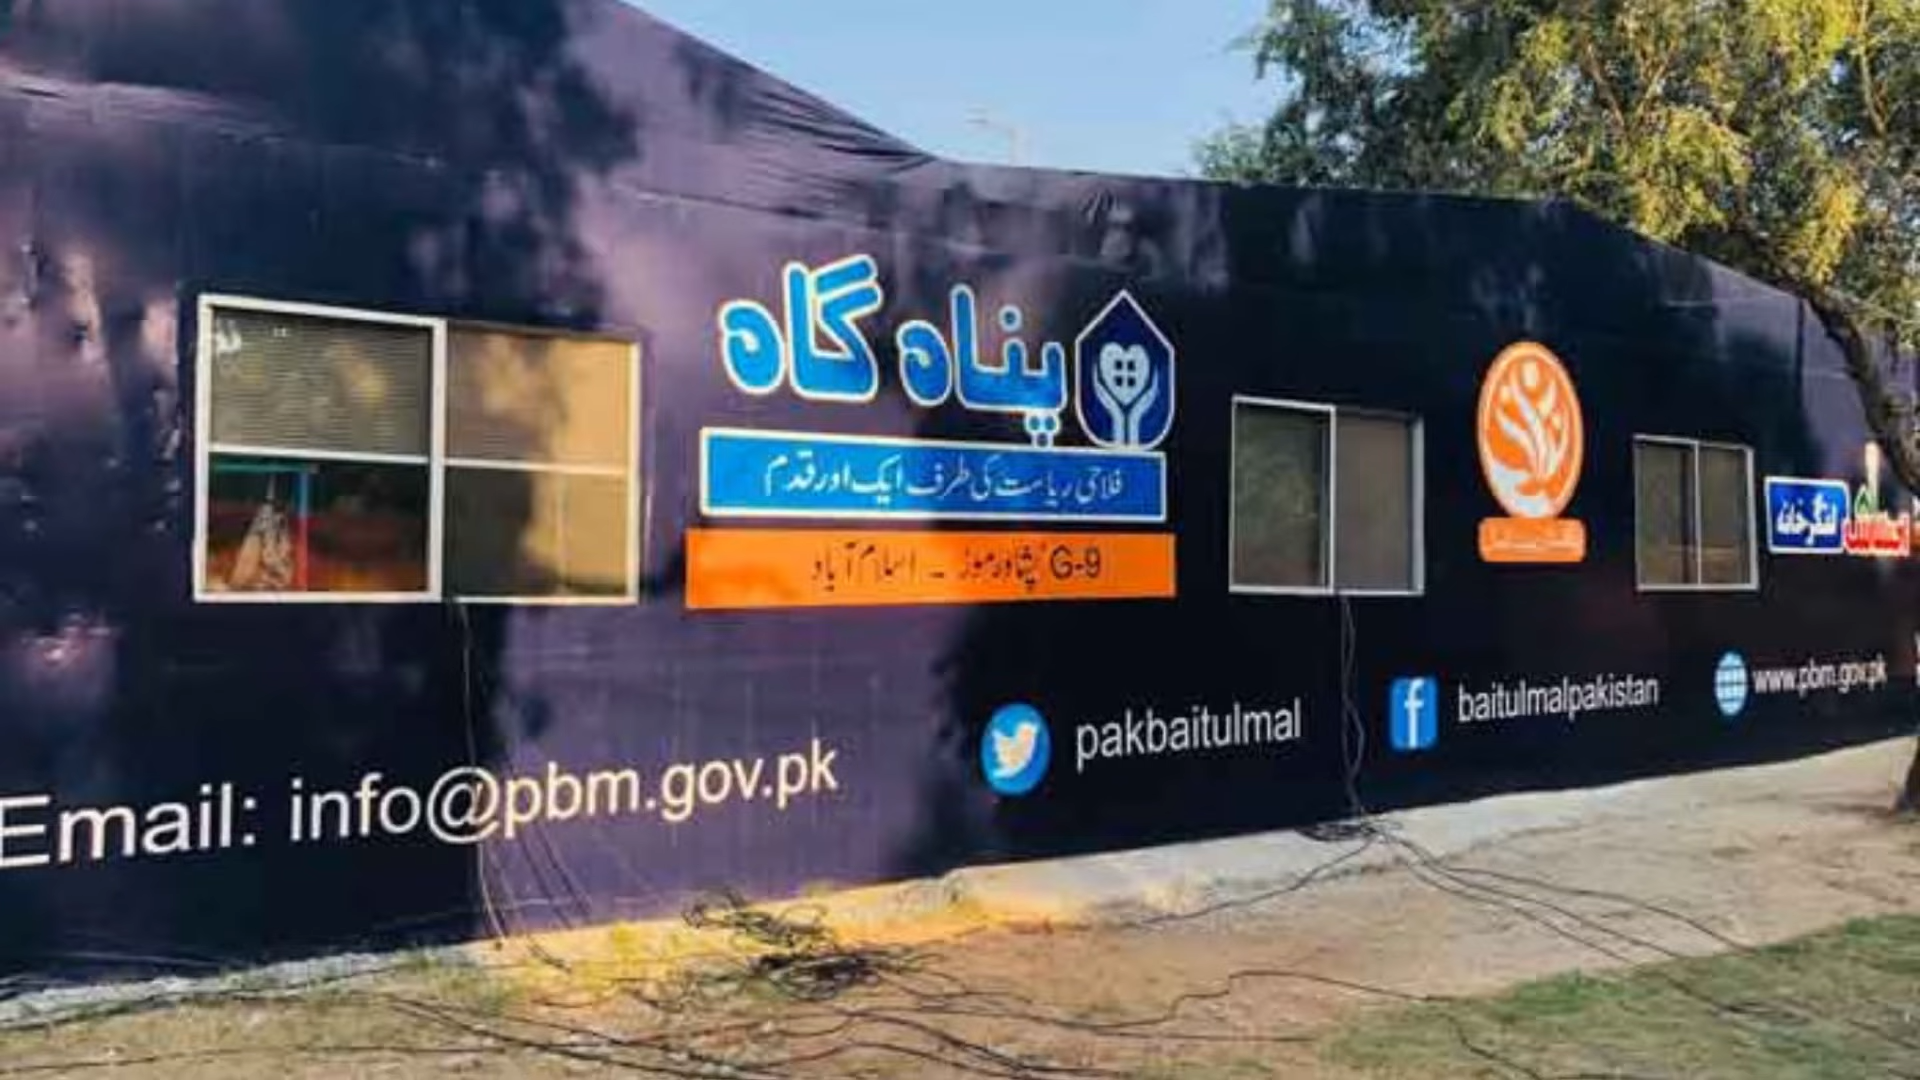 پناہ گاہ
فلاحی ریاست کی طرف ایک اور قدم
G-9 پشاور موڑ ۔ اسلام آباد
لنگر خانہ
Email: info@pbm.gov.pk
pakbaitulmal
baitulmalpakistan
www.pbm.gov.pk